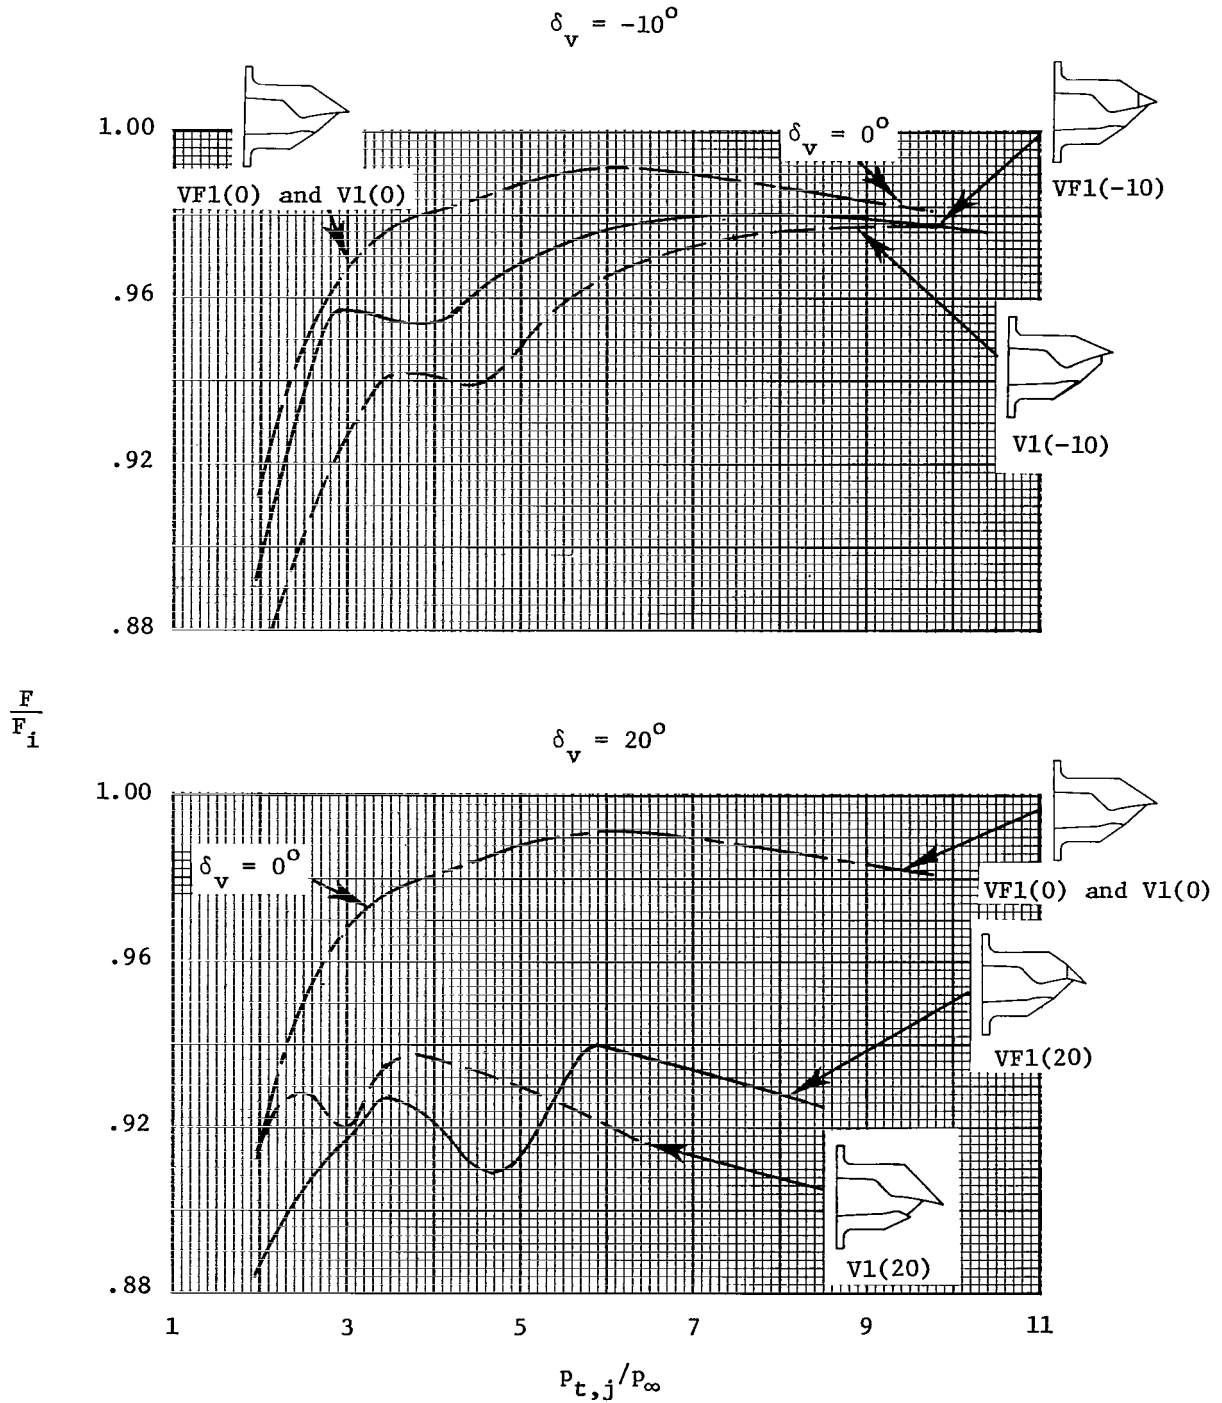 δv = -10°
1.00
δv = 0°
VF1(0) and V1(0)
VF1(-10)
.96
V1(-10)
.92
.88
F
Fi
δv = 20°
1.00
δv = 0°
VF1(0) and V1(0)
.96
VF1(20)
.92
V1(20)
.88
1 3 5 7 9 11
pt,j/p∞